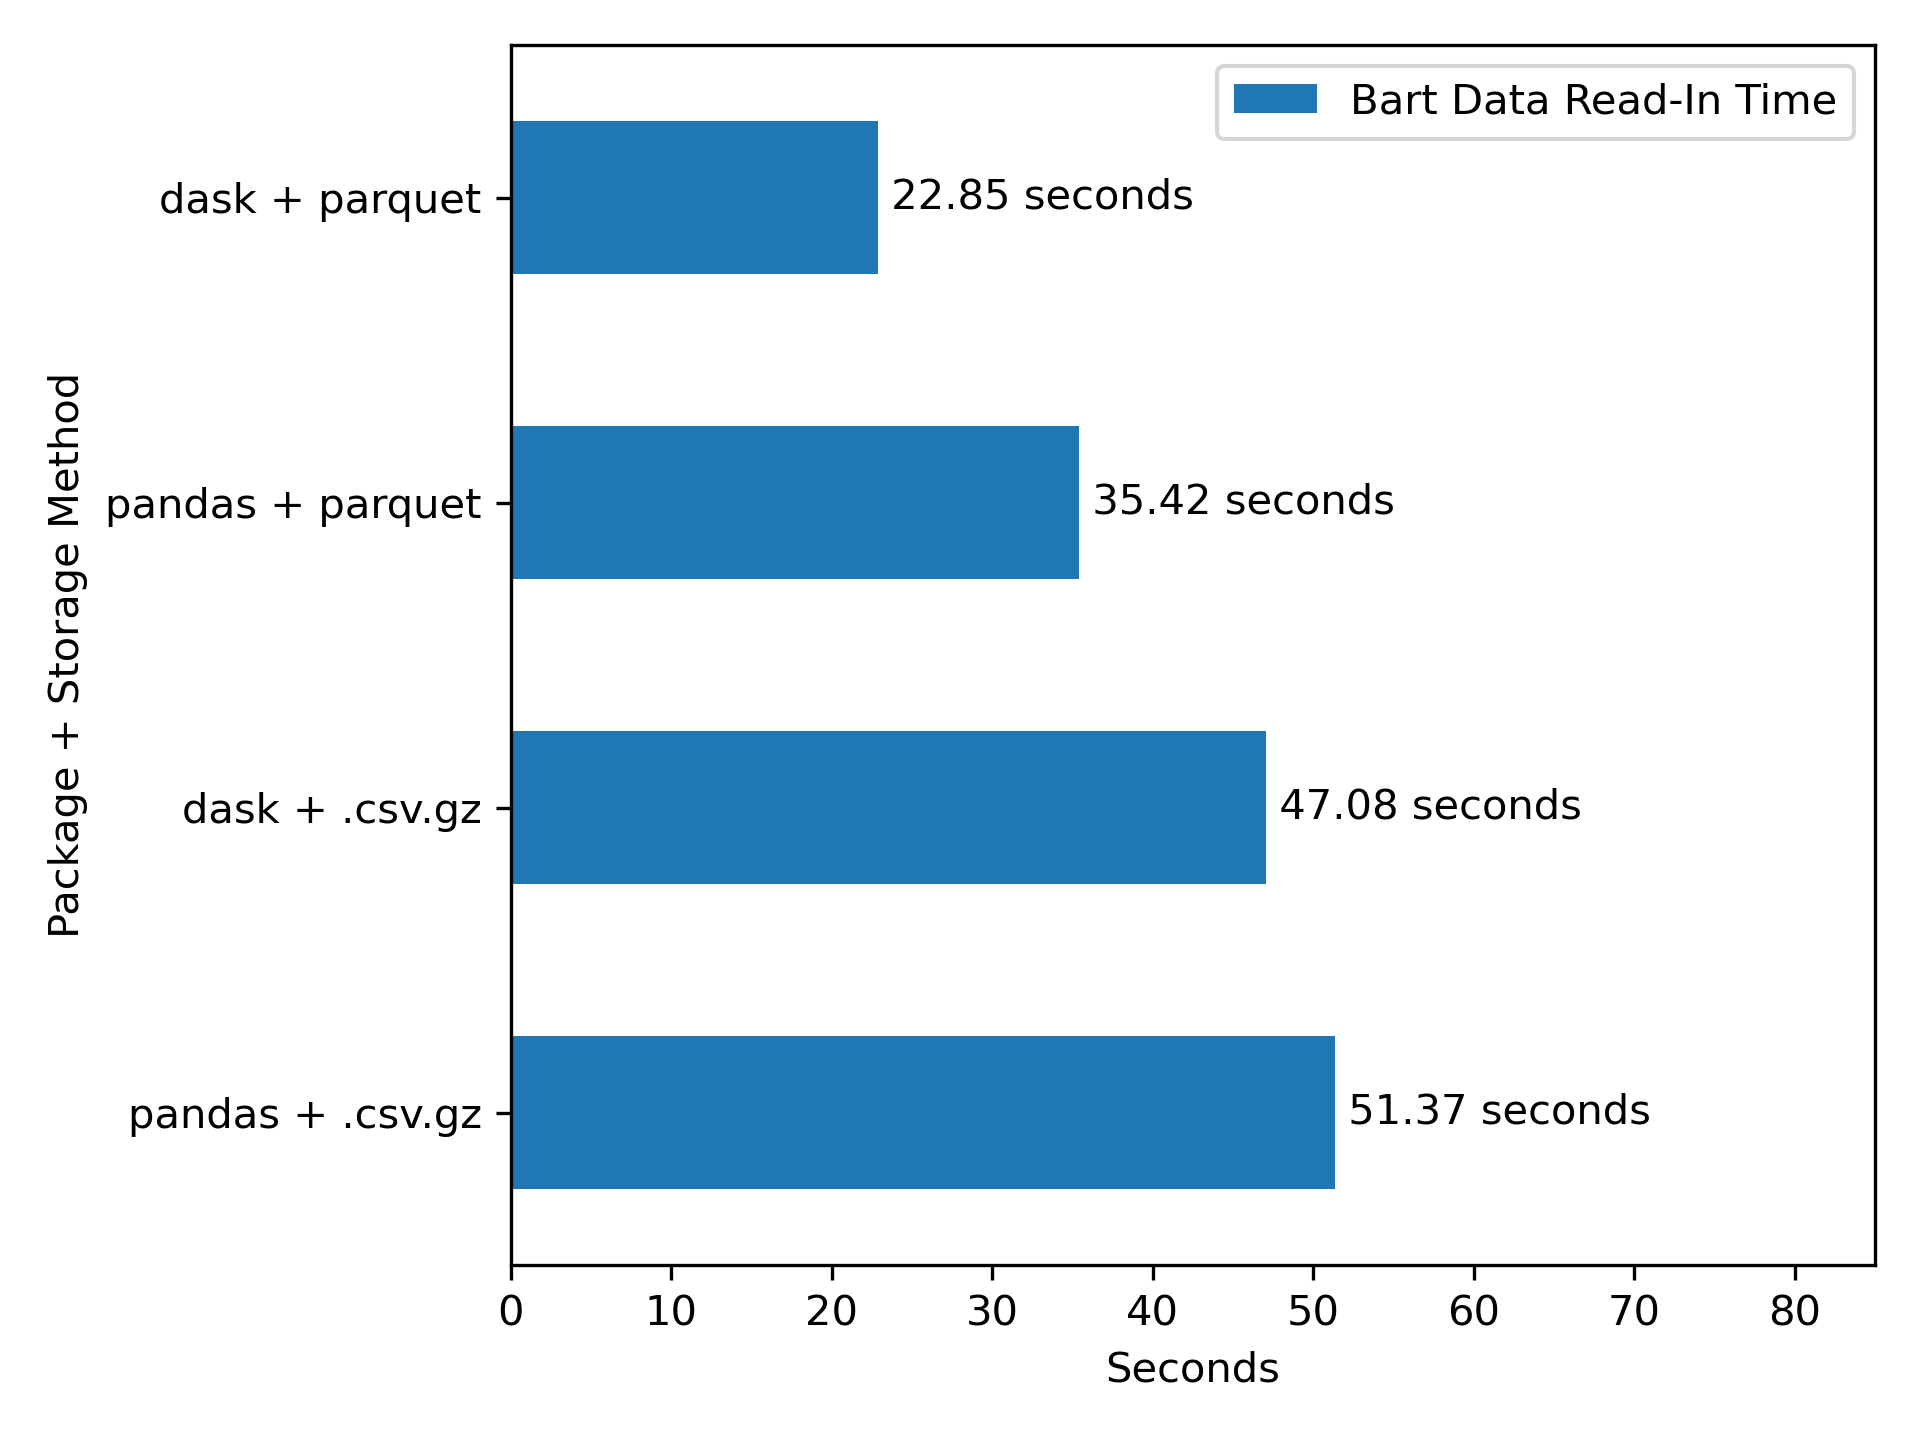 Bart Data Read-In Time
dask + parquet
22.85 seconds
pandas + parquet
35.42 seconds
dask + .csv.gz
47.08 seconds
pandas + .csv.gz
51.37 seconds
Package + Storage Method
0 10 20 30 40 50 60 70 80
Seconds